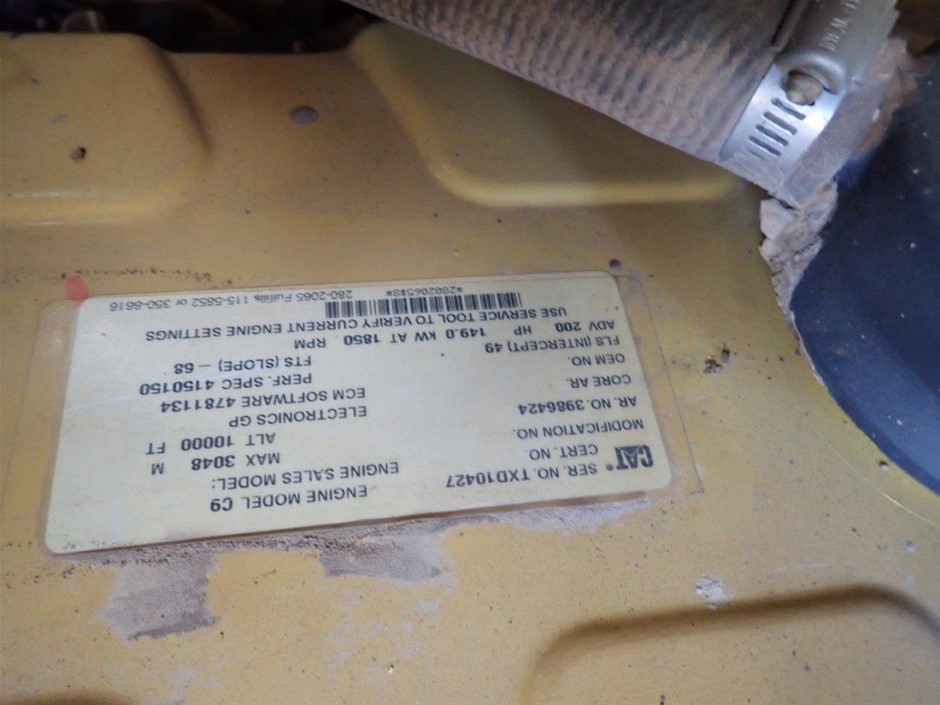 CAT® SER. NO. TXD10427 ENGINE MODEL C9
CERT. NO. ENGINE SALES MODEL:
MODIFICATION NO. MAX 3048 M
ALT 10000 FT
AR. NO. 3986424 ELECTRONICS GP
CORE AR. ECM SOFTWARE 4781134
OEM NO. PERF. SPEC 4150150
FLS (INTERCEPT) 49 FTS (SLOPE) - 68
ADV 200 HP 149.0 kW AT 1850 RPM
USE SERVICE TOOL TO VERIFY CURRENT ENGINE SETTINGS
*2802065#8*
280-2065 Fulfills 115-5852 or 350-8616
IDEAL